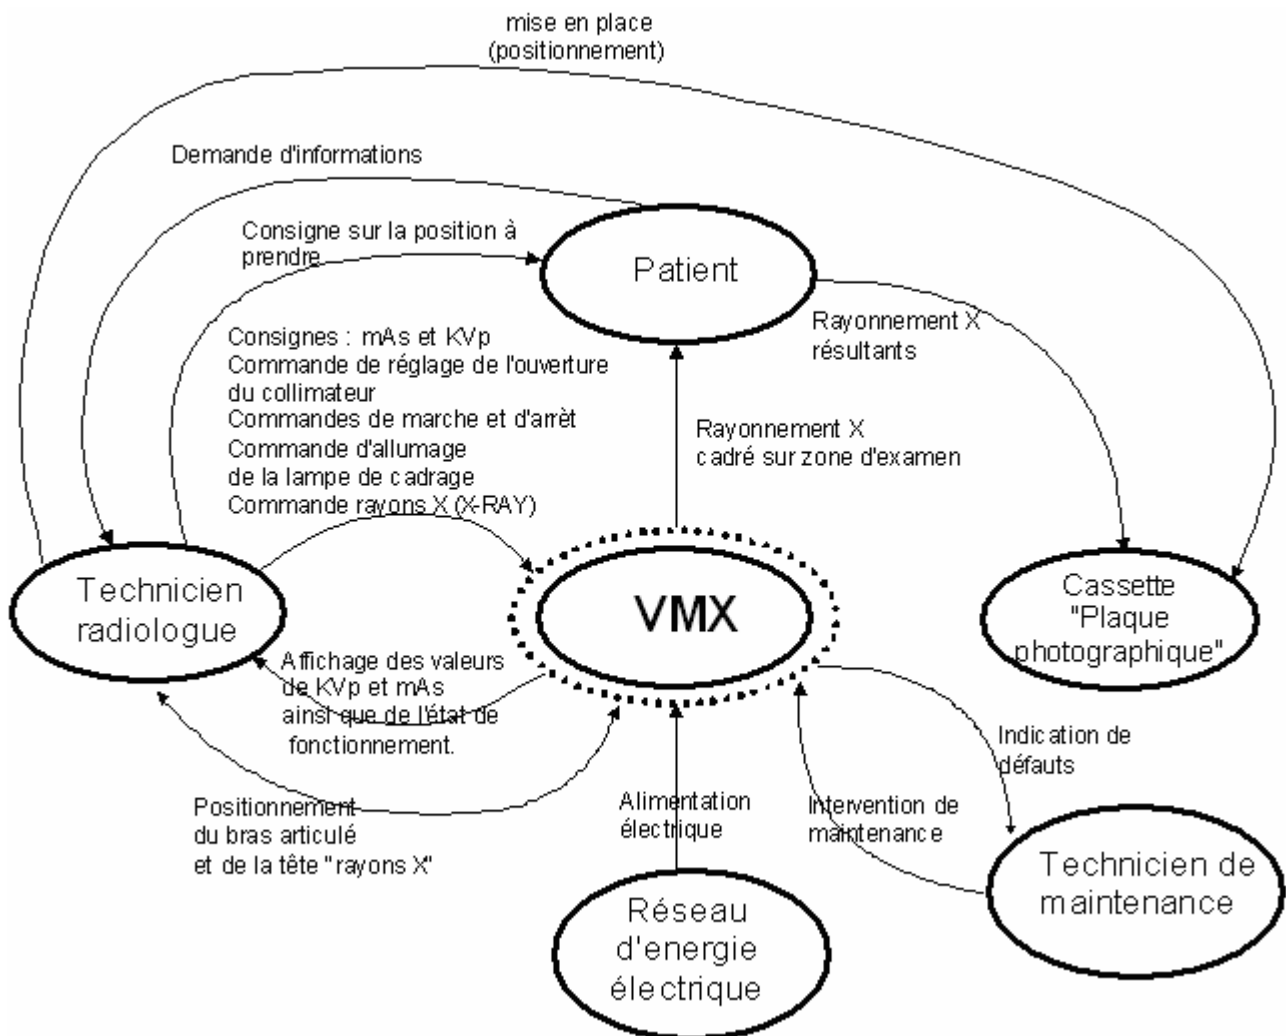 mise en place
(positionnement)
Demande d'informations
Consigne sur la position à
prendre
Patient
Rayonnement X
résultants
Consignes : mAs et KVp
Commande de réglage de l'ouverture
du collimateur
Commandes de marche et d'arrèt
Commande d'allumage
de la lampe de cadrage
Commande rayons X (X-RAY)
Rayonnement X
cadré sur zone d'examen
Technicien
radiologue
VMX
Cassette
"Plaque
photographique"
Affichage des valeurs
de KVp et mAs
ainsi que de l'état de
fonctionnement.
Indication de
défauts
Positionnement
du bras articulé
et de la tête "rayons X"
Alimentation
électrique
Intervention de
maintenance
Technicien de
maintenance
Réseau
d'energie
électrique